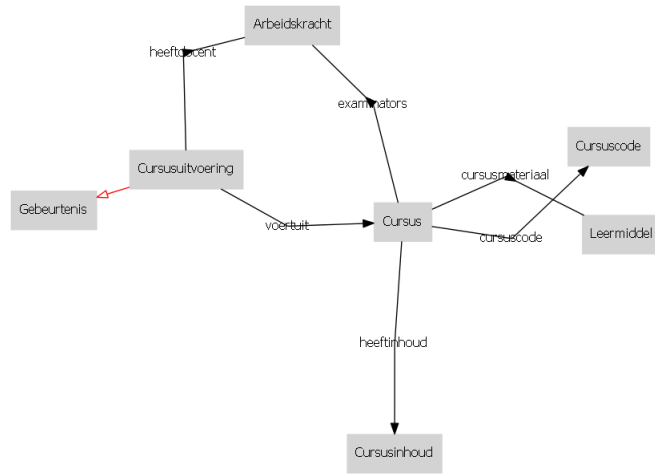 Arbeidskracht
heeftdocent
examinators
Cursuscode
Cursusuitvoering
cursusmateriaal
Gebeurtenis
voertuit
Cursus
cursuscode
Leermiddel
heeftinhoud
Cursusinhoud